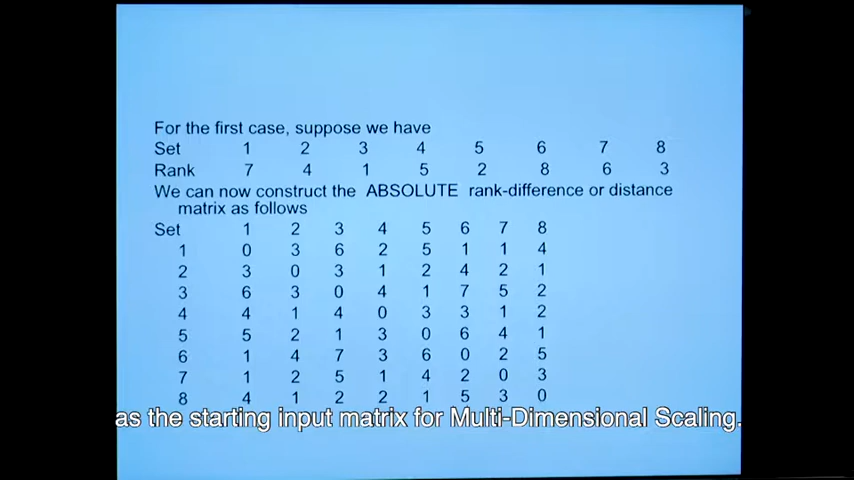 For the first case, suppose we have
Set 1 2 3 4 5 6 7 8
Rank 7 4 1 5 2 8 6 3
We can now construct the ABSOLUTE rank-difference or distance
matrix as follows
Set 1 2 3 4 5 6 7 8
1 0 3 6 2 5 1 1 4
2 3 0 3 1 2 4 2 1
3 6 3 0 4 1 7 5 2
4 4 1 4 0 3 3 1 2
5 5 2 1 3 0 6 4 1
6 1 4 7 3 6 0 2 5
7 1 2 5 1 4 2 0 3
8 4 1 2 2 1 5 3 0
as the starting input matrix for Multi-Dimensional Scaling.